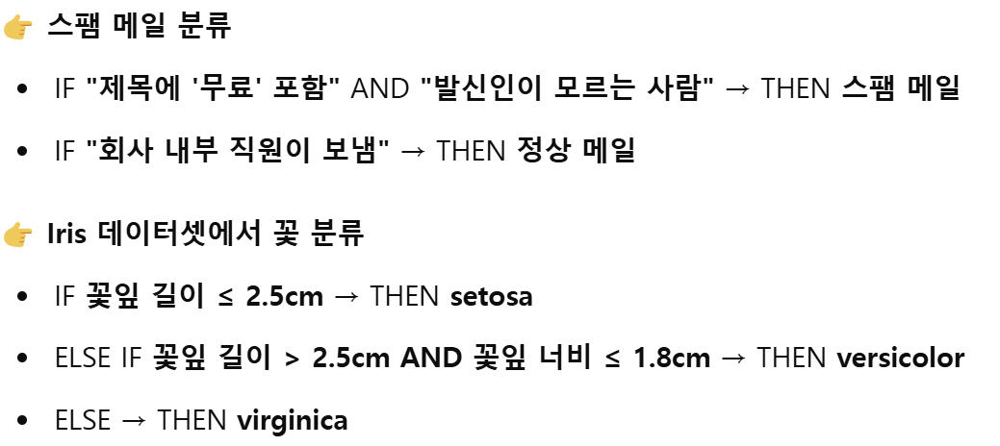 👉 스팸 메일 분류
• IF "제목에 '무료' 포함" AND "발신인이 모르는 사람" → THEN 스팸 메일
• IF "회사 내부 직원이 보냄" → THEN 정상 메일
👉 Iris 데이터셋에서 꽃 분류
• IF 꽃잎 길이 ≤ 2.5cm → THEN setosa
• ELSE IF 꽃잎 길이 > 2.5cm AND 꽃잎 너비 ≤ 1.8cm → THEN versicolor
• ELSE → THEN virginica